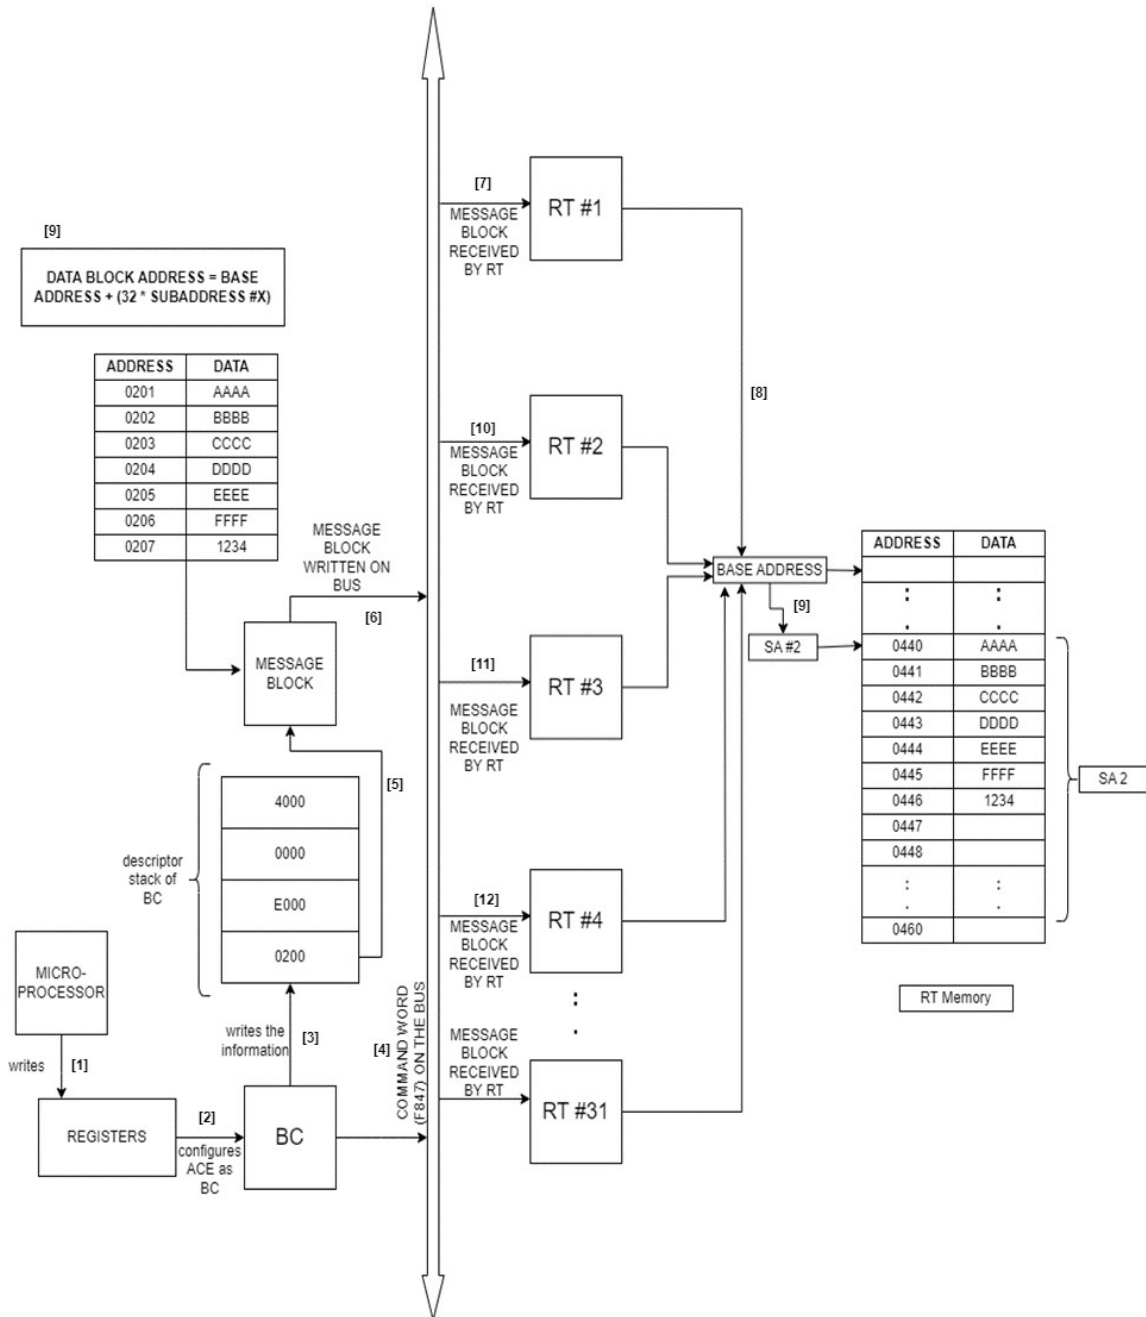 [7]
MESSAGE
BLOCK
RECEIVED
BY RT
RT #1
[9]
DATA BLOCK ADDRESS = BASE
ADDRESS + (32 * SUBADDRESS #X)
ADDRESS DATA
0201 AAAA
0202 BBBB
0203 CCCC
0204 DDDD
0205 EEEE
0206 FFFF
0207 1234
[8]
[10]
MESSAGE
BLOCK
RECEIVED
BY RT
RT #2
MESSAGE
BLOCK
WRITTEN ON
BUS
[6]
MESSAGE
BLOCK
BASE ADDRESS
[9]
SA #2
[11]
MESSAGE
BLOCK
RECEIVED
BY RT
RT #3
ADDRESS DATA
: :
. .
0440 AAAA
0441 BBBB
0442 CCCC
0443 DDDD
0444 EEEE
0445 FFFF
0446 1234
0447
0448
: :
. .
0460
SA 2
RT Memory
[5]
descriptor
stack of
BC
4000
0000
E000
0200
[12]
MESSAGE
BLOCK
RECEIVED
BY RT
RT #4
:
.
MESSAGE
BLOCK
RECEIVED
BY RT
RT #31
MICRO-
PROCESSOR
writes
[1]
REGISTERS
[2]
configures
ACE as
BC
BC
writes the
information
[3]
[4]
COMMAND WORD
(F847) ON THE BUS